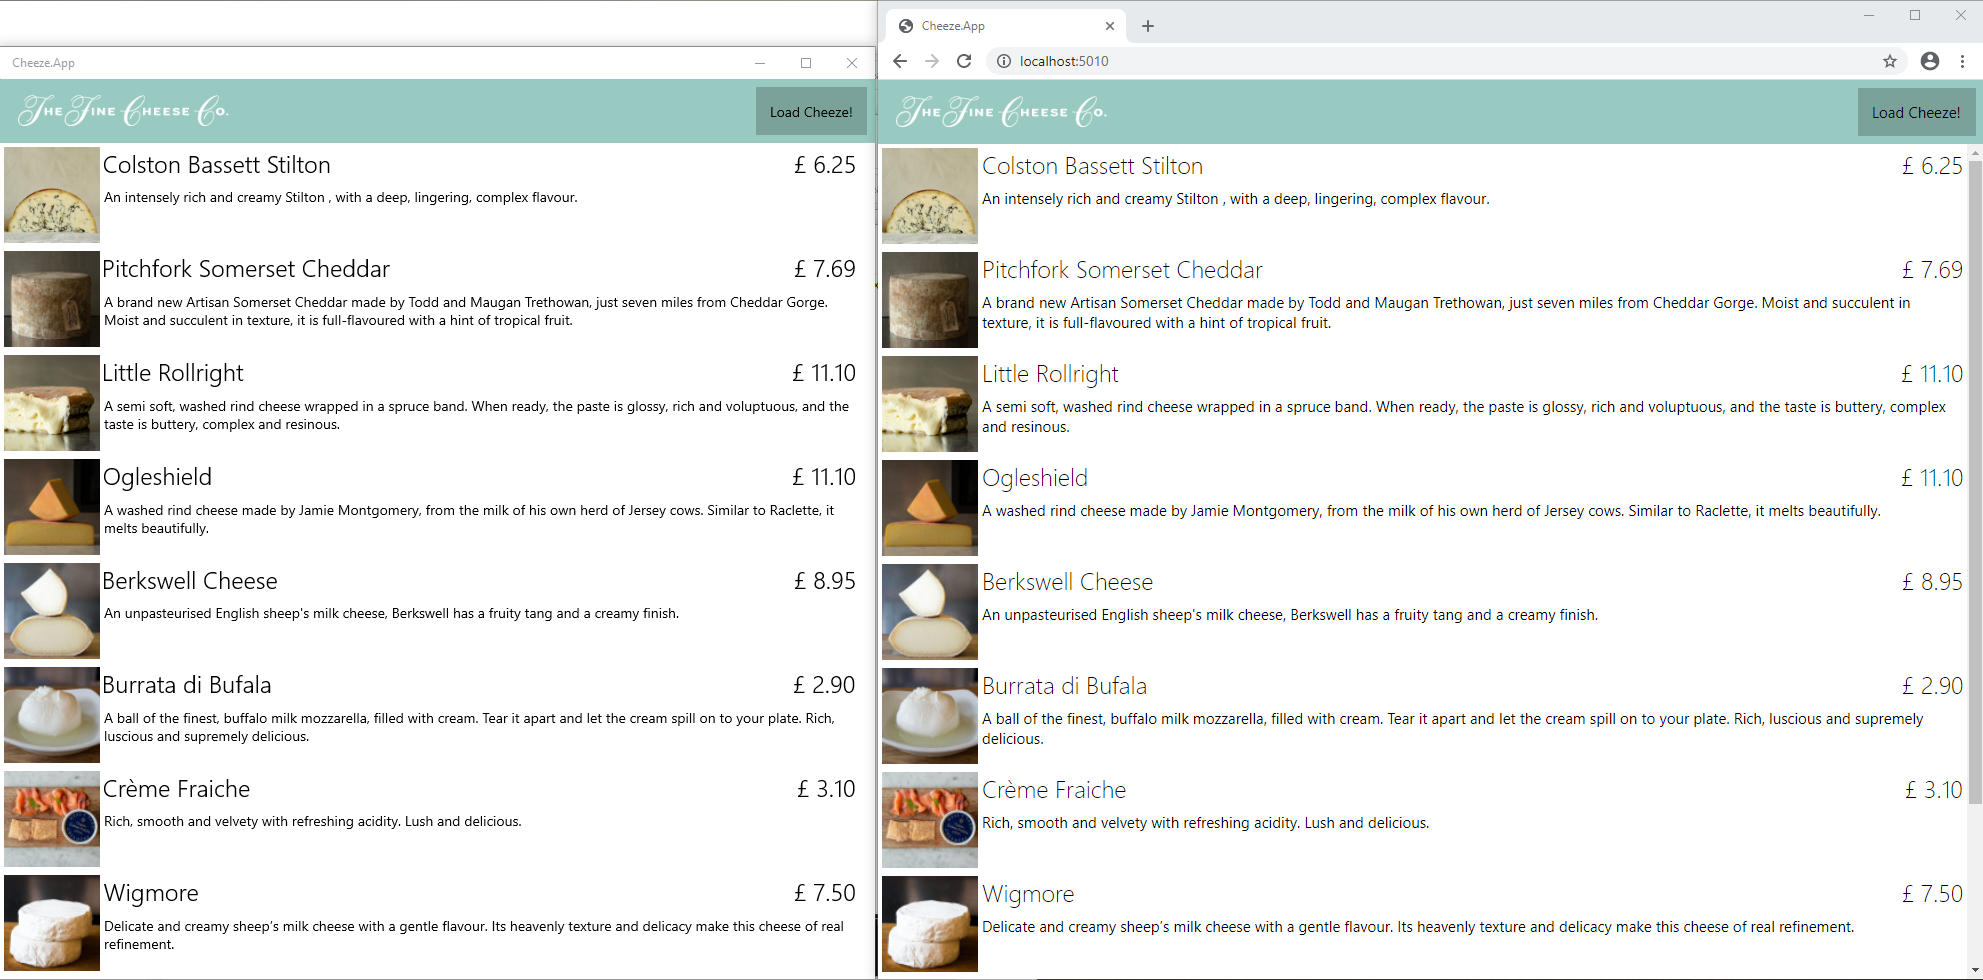 Cheeze.App
The Fine Cheese Co.
Load Cheeze!
Colston Bassett Stilton
£ 6.25
An intensely rich and creamy Stilton , with a deep, lingering, complex flavour.
Pitchfork Somerset Cheddar
£ 7.69
A brand new Artisan Somerset Cheddar made by Todd and Maugan Trethowan, just seven miles from Cheddar Gorge.
Moist and succulent in texture, it is full-flavoured with a hint of tropical fruit.
Little Rollright
£ 11.10
A semi soft, washed rind cheese wrapped in a spruce band. When ready, the paste is glossy, rich and voluptuous, and the
taste is buttery, complex and resinous.
Ogleshield
£ 11.10
A washed rind cheese made by Jamie Montgomery, from the milk of his own herd of Jersey cows. Similar to Raclette, it
melts beautifully.
Berkswell Cheese
£ 8.95
An unpasteurised English sheep's milk cheese, Berkswell has a fruity tang and a creamy finish.
Burrata di Bufala
£ 2.90
A ball of the finest, buffalo milk mozzarella, filled with cream. Tear it apart and let the cream spill on to your plate. Rich,
luscious and supremely delicious.
Crème Fraiche
£ 3.10
Rich, smooth and velvety with refreshing acidity. Lush and delicious.
Wigmore
£ 7.50
Delicate and creamy sheep’s milk cheese with a gentle flavour. Its heavenly texture and delicacy make this cheese of real
refinement.
Cheeze.App
localhost:5010
The Fine Cheese Co.
Load Cheeze!
Colston Bassett Stilton
£ 6.25
An intensely rich and creamy Stilton , with a deep, lingering, complex flavour.
Pitchfork Somerset Cheddar
£ 7.69
A brand new Artisan Somerset Cheddar made by Todd and Maugan Trethowan, just seven miles from Cheddar Gorge. Moist and succulent in
texture, it is full-flavoured with a hint of tropical fruit.
Little Rollright
£ 11.10
A semi soft, washed rind cheese wrapped in a spruce band. When ready, the paste is glossy, rich and voluptuous, and the taste is buttery, complex
and resinous.
Ogleshield
£ 11.10
A washed rind cheese made by Jamie Montgomery, from the milk of his own herd of Jersey cows. Similar to Raclette, it melts beautifully.
Berkswell Cheese
£ 8.95
An unpasteurised English sheep's milk cheese, Berkswell has a fruity tang and a creamy finish.
Burrata di Bufala
£ 2.90
A ball of the finest, buffalo milk mozzarella, filled with cream. Tear it apart and let the cream spill on to your plate. Rich, luscious and supremely
delicious.
Crème Fraiche
£ 3.10
Rich, smooth and velvety with refreshing acidity. Lush and delicious.
Wigmore
£ 7.50
Delicate and creamy sheep’s milk cheese with a gentle flavour. Its heavenly texture and delicacy make this cheese of real refinement.